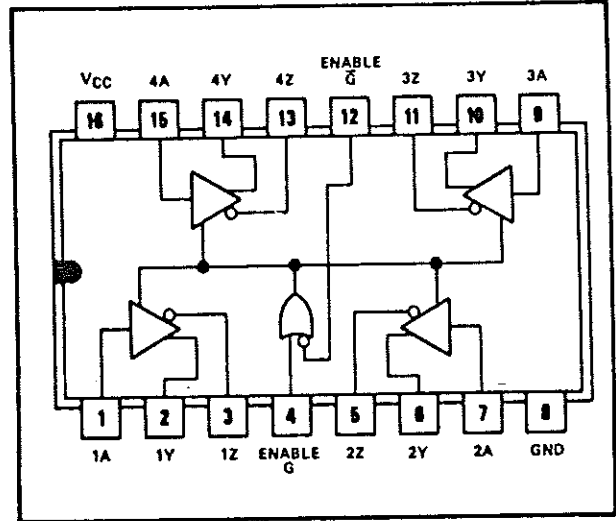 ENABLE
VCC 4A 4Y 4Z G̅ 3Z 3Y 3A
16 15 14 13 12 11 10 9
1 2 3 4 5 6 7 8
1A 1Y 1Z ENABLE 2Z 2Y 2A GND
G